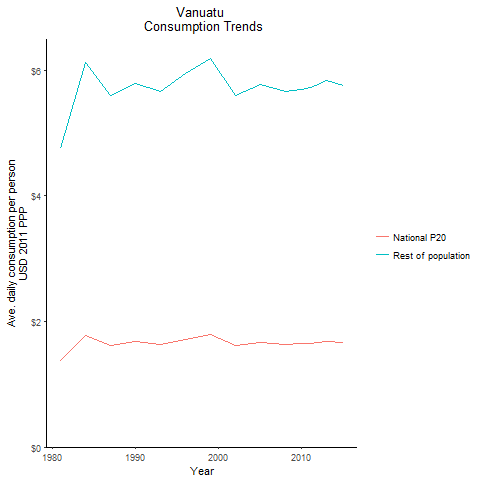 Vanuatu
Consumption Trends
$6
$4
$2
$0
Ave. daily consumption per person
USD 2011 PPP
1980
1990
2000
2010
Year
National P20
Rest of population